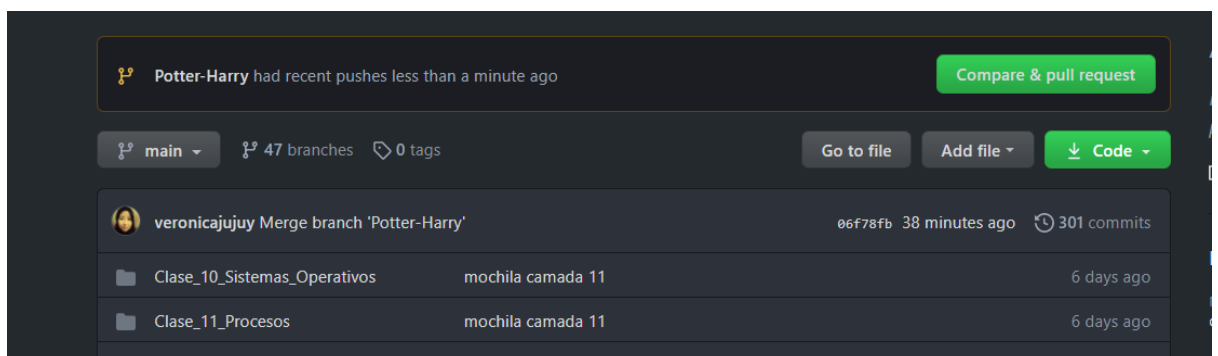 Potter-Harry had recent pushes less than a minute ago
Compare & pull request
main
47 branches
0 tags
Go to file
Add file
Code
veronicajujuy Merge branch 'Potter-Harry'
06f78fb 38 minutes ago
301 commits
Clase_10_Sistemas_Operativos
mochila camada 11
6 days ago
Clase_11_Procesos
mochila camada 11
6 days ago